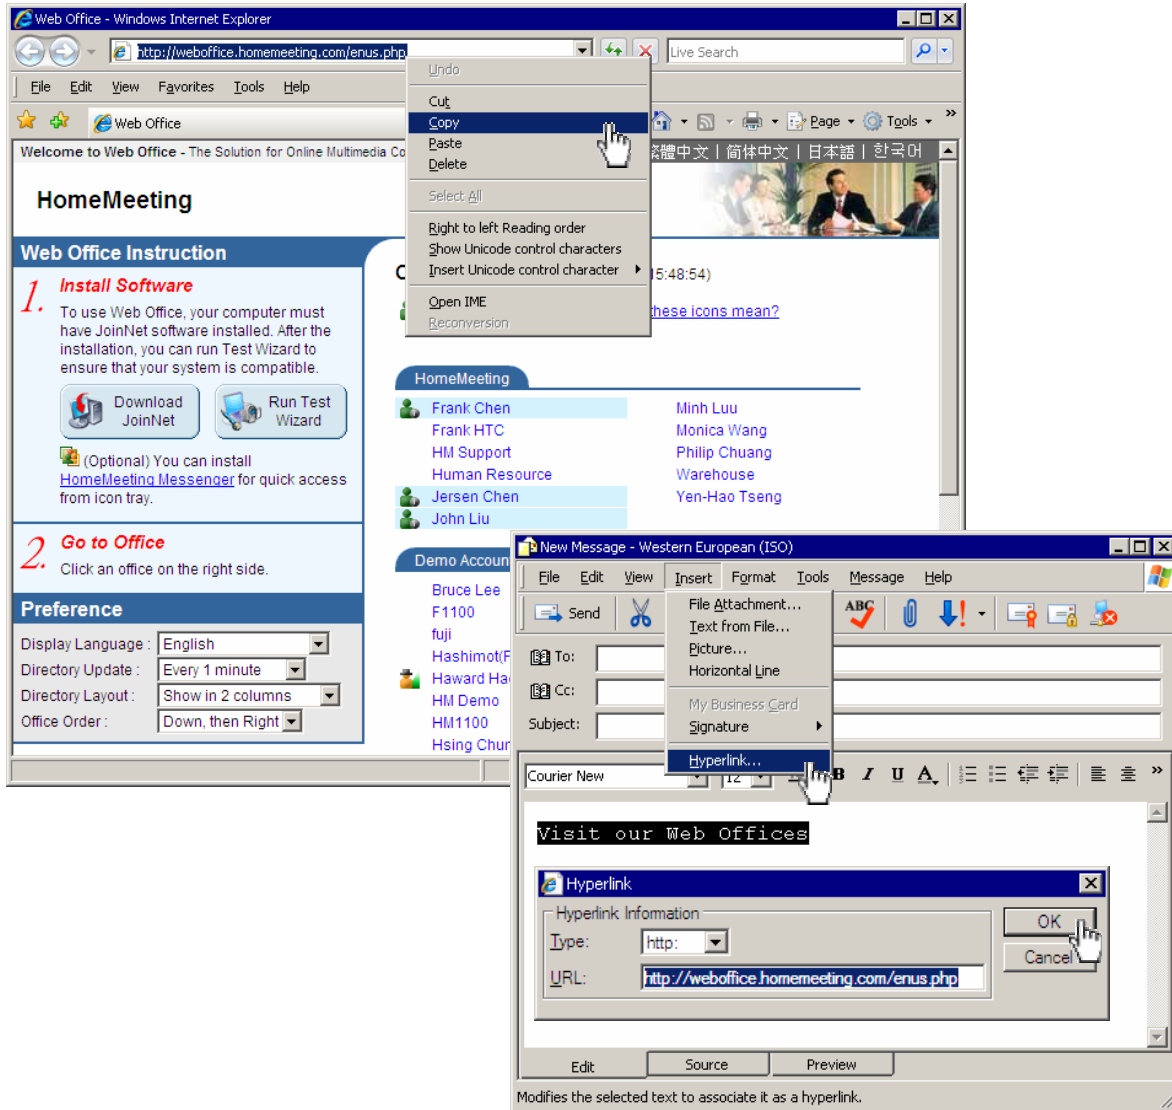 Web Office - Windows Internet Explorer
http://weboffice.homemeeting.com/enus.php
Live Search
File Edit View Favorites Tools Help
Web Office
Page Tools »
Undo
Cut
Copy
Paste
Delete
Select All
Right to left Reading order
Show Unicode control characters
Insert Unicode control character
Open IME
Reconversion
Welcome to Web Office - The Solution for Online Multimedia Co
繁體中文 | 简体中文 | 日本語 | 한국어
HomeMeeting
Web Office Instruction
1. Install Software
To use Web Office, your computer must
have JoinNet software installed. After the
installation, you can run Test Wizard to
ensure that your system is compatible.
Download
JoinNet
Run Test
Wizard
(Optional) You can install
HomeMeeting Messenger for quick access
from icon tray.
2. Go to Office
Click an office on the right side.
Preference
Display Language : English
Directory Update : Every 1 minute
Directory Layout : Show in 2 columns
Office Order : Down, then Right
15:48:54)
these icons mean?
HomeMeeting
Frank Chen
Frank HTC
HM Support
Human Resource
Jersen Chen
John Liu
Minh Luu
Monica Wang
Philip Chuang
Warehouse
Yen-Hao Tseng
Demo Accoun
Bruce Lee
F1100
fuji
Hashimot(F
Haward Ha
HM Demo
HM1100
Hsing Chur
New Message - Western European (ISO)
File Edit View Insert Format Tools Message Help
Send
ABC
File Attachment...
Text from File...
Picture...
Horizontal Line
My Business Card
Signature
Hyperlink...
To:
Cc:
Subject:
Courier New 12 B I U A »
Visit our Web Offices
Hyperlink
Hyperlink Information
Type: http:
URL: http://weboffice.homemeeting.com/enus.php
OK
Cancel
Edit Source Preview
Modifies the selected text to associate it as a hyperlink.